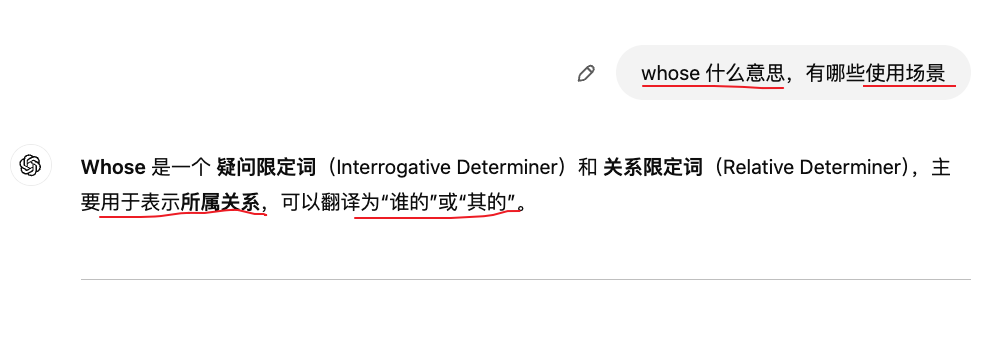 whose 什么意思，有哪些使用场景
Whose 是一个 疑问限定词（Interrogative Determiner）和 关系限定词（Relative Determiner），主
要用于表示所属关系，可以翻译为“谁的”或“其的”。